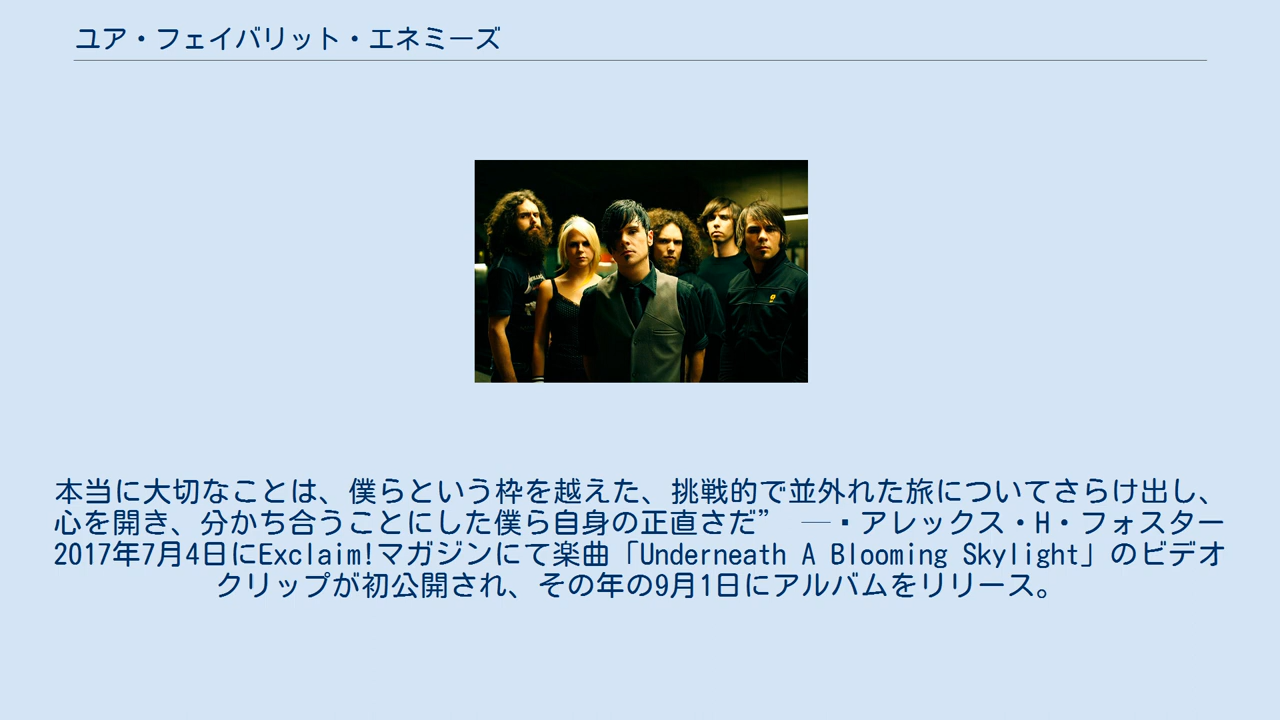 ユア・フェイバリット・エネミーズ
本当に大切なことは、僕らという枠を越えた、挑戦的で並外れた旅についてさらけ出し、
心を開き、分かち合うことにした僕ら自身の正直さだ” ─・アレックス・H・フォスター
2017年7月4日にExclaim!マガジンにて楽曲「Underneath A Blooming Skylight」のビデオ
クリップが初公開され、その年の9月1日にアルバムをリリース。